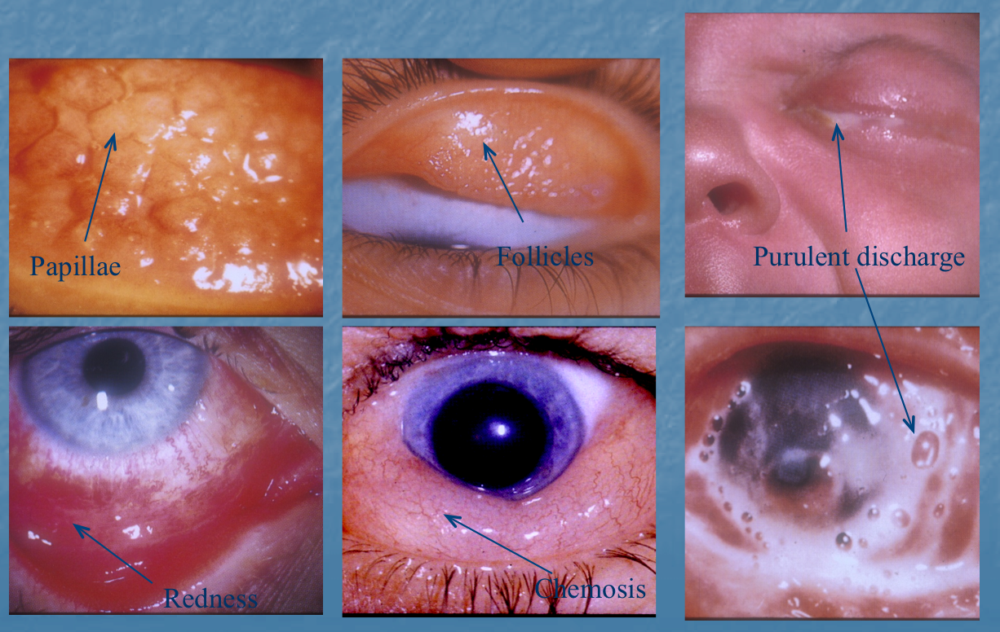 Papillae
Follicles
Purulent discharge
Redness
Chemosis